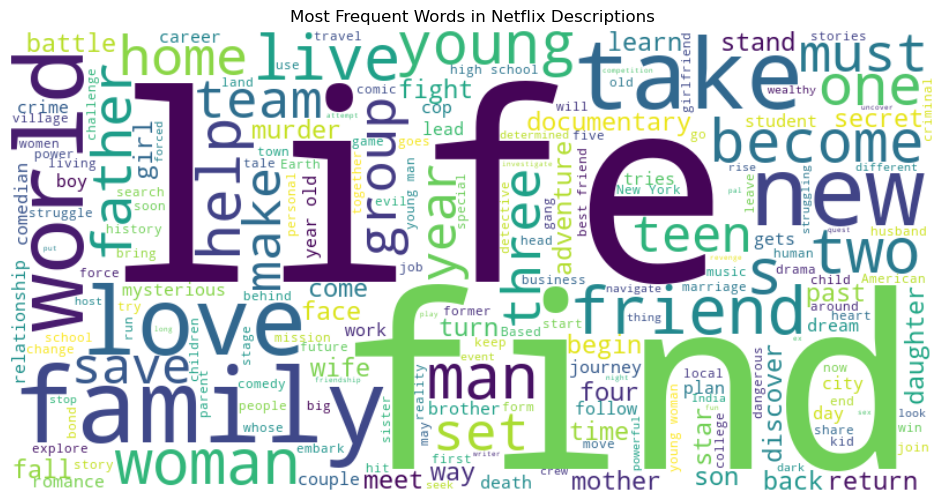 Most Frequent Words in Netflix Descriptions
life
find
family
love
take
new
world
live
young
home
father
help
team
make
group
year
three
teen
friend
become
must
one
two
s
save
woman
man
set
battle
career
travel
use
land
high school
learn
stand
stories
competition
old
girlfriend
wealthy
uncover
criminal
secret
student
documentary
fight
comic
cop
will
lead
determined
five
go
crime
village
challenge
forced
attempt
murder
girl
women
power
living
boy
tale
Earth
game
goes
town
personal
together
year old
evil
young man
special
detective
gang
adventure
best friend
investigate
tries
New York
pal
leave
rise
different
struggling
comedian
struggle
search
soon
history
bring
put
quest
gets
human
husband
drama
music
revenge
child
American
marriage
navigate
business
head
job
force
mysterious
come
behind
host
try
relationship
school
change
run
long
children
stage
mission
future
face
work
turn
former
play
Based
start
thing
keep
event
begin
past
around
heart
dream
daughter
discover
dangerous
local
plan
now
city
end
day
share
kid
look
win
join
journey
four
follow
time
move
india
fun
night
sex
ex
star
college
young woman
powerful
wife
comedy
people
friendship
whose
big
may
reality
brother
form
sister
parent
stop
bond
explore
fall
story
romance
couple
embark
hit
first
seek
writer
crew
meet
way
death
mother
son
back
dark
return